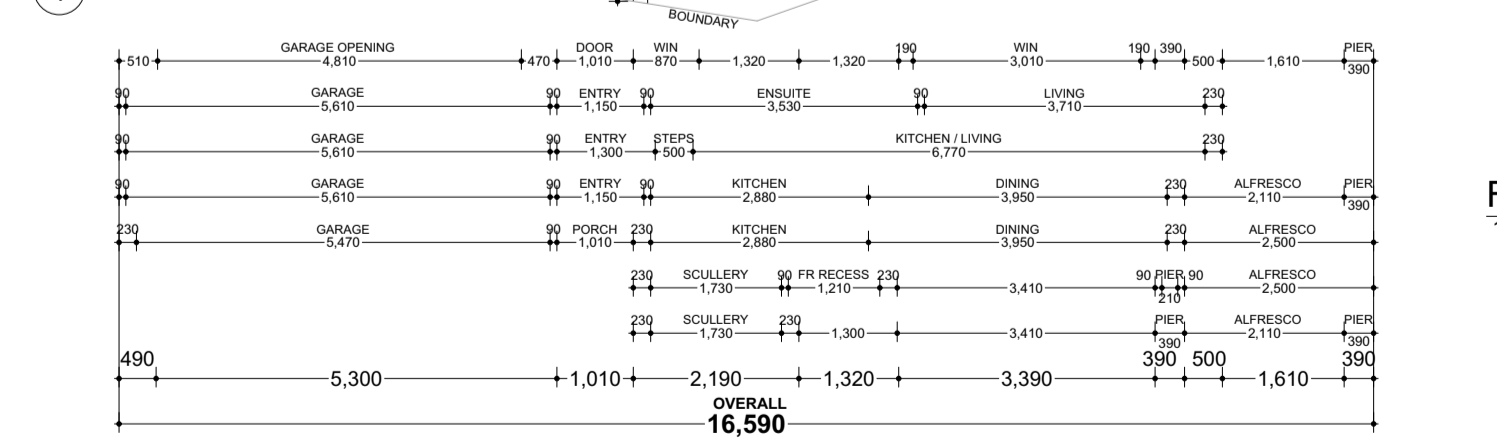 BOUNDARY
GARAGE OPENING DOOR WIN 190 WIN 190 390 PIER
510 4,810 470 1,010 870 1,320 1,320 3,010 500 1,610 390
90 GARAGE 90 ENTRY 90 ENSUITE 90 LIVING 230
5,610 1,150 3,530 3,710
90 GARAGE 90 ENTRY STEPS KITCHEN / LIVING 230
5,610 1,300 500 6,770
90 GARAGE 90 ENTRY 90 KITCHEN DINING 230 ALFRESCO PIER
5,610 1,150 2,880 3,950 2,110 390
230 GARAGE 90 PORCH 230 KITCHEN DINING 230 ALFRESCO
5,470 1,010 2,880 3,950 2,500
230 SCULLERY 90 FR RECESS 230 90 PIER 90 ALFRESCO
1,730 1,210 3,410 210 2,500
230 SCULLERY 230 PIER ALFRESCO PIER
1,730 1,300 3,410 390 2,110 390
490 390 500 390
5,300 1,010 2,190 1,320 3,390 1,610
OVERALL
16,590